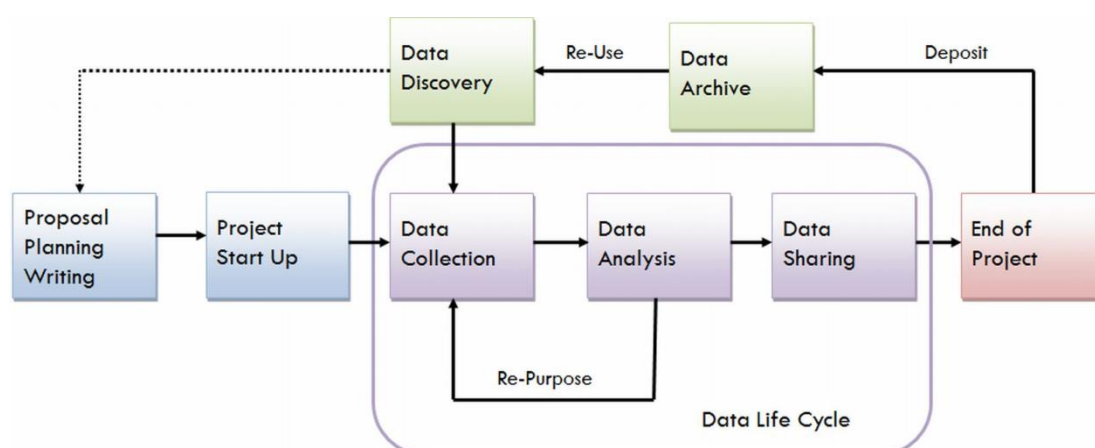 Data
Discovery
Re-Use
Data
Archive
Deposit
Proposal
Planning
Writing
Project
Start Up
Data
Collection
Data
Analysis
Data
Sharing
End of
Project
Re-Purpose
Data Life Cycle